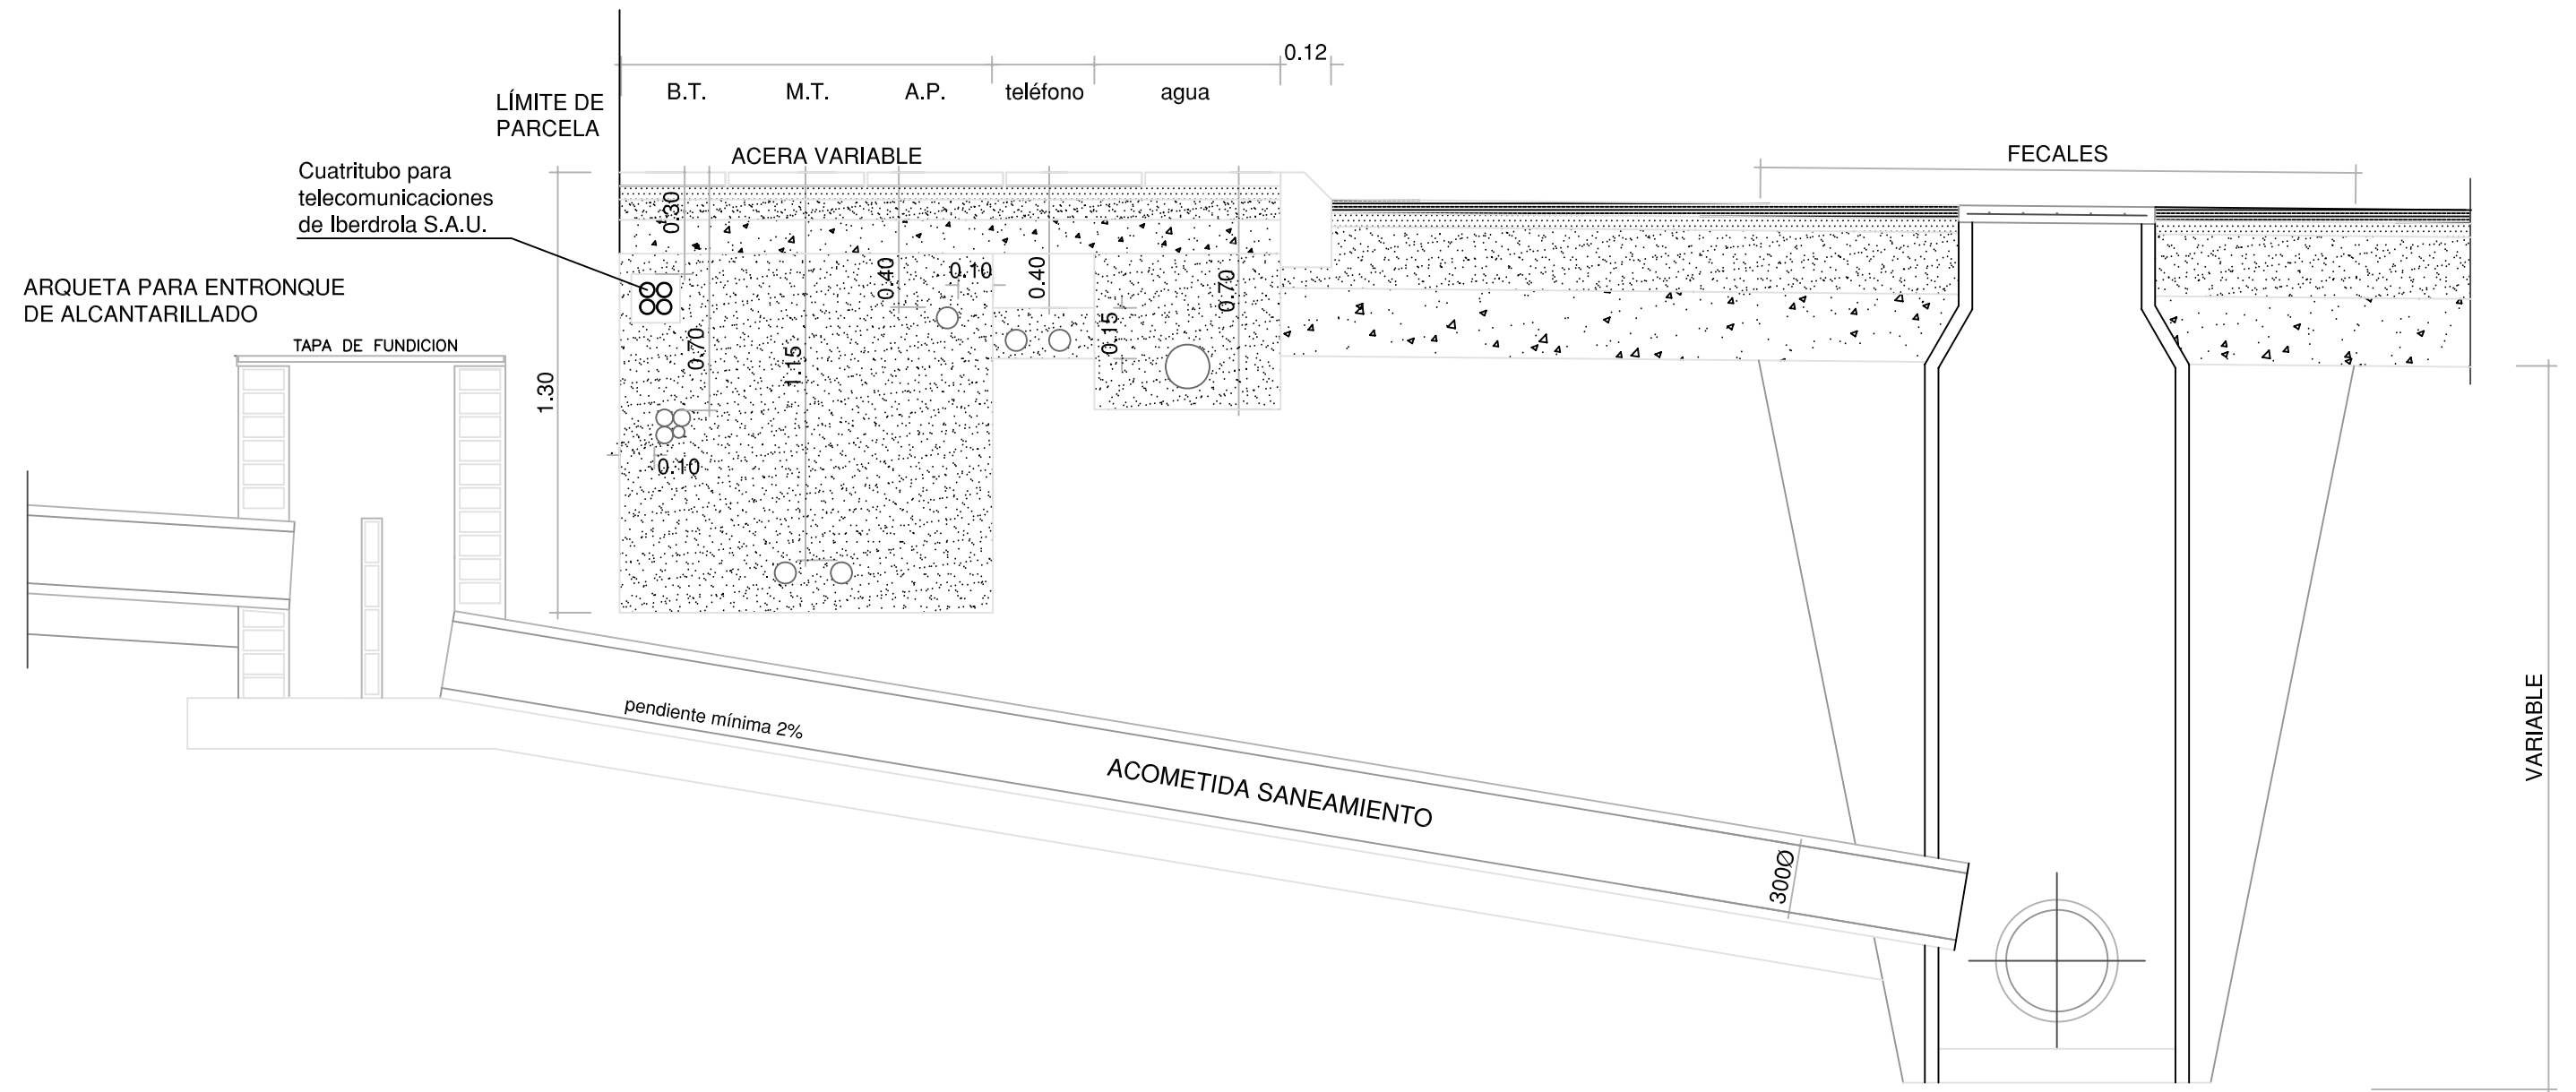 0.12
B.T. M.T. A.P. teléfono agua
LÍMITE DE
PARCELA
ACERA VARIABLE
FECALES
Cuatritubo para
telecomunicaciones
de Iberdrola S.A.U.
0.30
0.40
0.10
0.40
0.70
ARQUETA PARA ENTRONQUE
DE ALCANTARILLADO
TAPA DE FUNDICION
0.70
1.15
0.15
1.30
0.10
pendiente mínima 2%
ACOMETIDA SANEAMIENTO
300Ø
VARIABLE